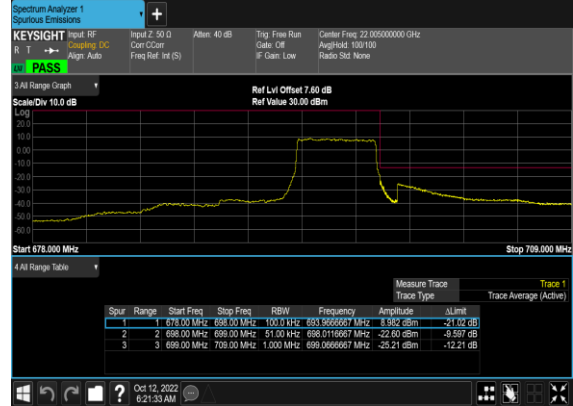 Spectrum Analyzer 1
Spurious Emissions
+
KEYSIGHT Input: RF Input Z: 50 Ω Atten: 40 dB Trig: Free Run Center Freq: 22.005000000 GHz
R T Coupling: DC Corr CCorr Gate: Off Avg|Hold: 100/100
Align: Auto Freq Ref: Int (S) IF Gain: Low Radio Std: None
PASS
3 All Range Graph
Ref Lvl Offset 7.60 dB
Scale/Div 10.0 dB Ref Value 30.00 dBm
Log
20.0
10.0
0.00
-10.0
-20.0
-30.0
-40.0
-50.0
-60.0
Start 678.000 MHz Stop 709.000 MHz
4 All Range Table
Measure Trace Trace 1
Trace Type Trace Average (Active)
Spur Range Start Freq Stop Freq RBW Frequency Amplitude ΔLimit
1 1 678.00 MHz 698.00 MHz 100.0 kHz 693.9666667 MHz 8.982 dBm -21.02 dB
2 2 698.00 MHz 699.00 MHz 51.00 kHz 698.0116667 MHz -22.60 dBm -9.597 dB
3 3 699.00 MHz 709.00 MHz 1.000 MHz 699.0666667 MHz -25.21 dBm -12.21 dB
? Oct 12, 2022
6:21:33 AM